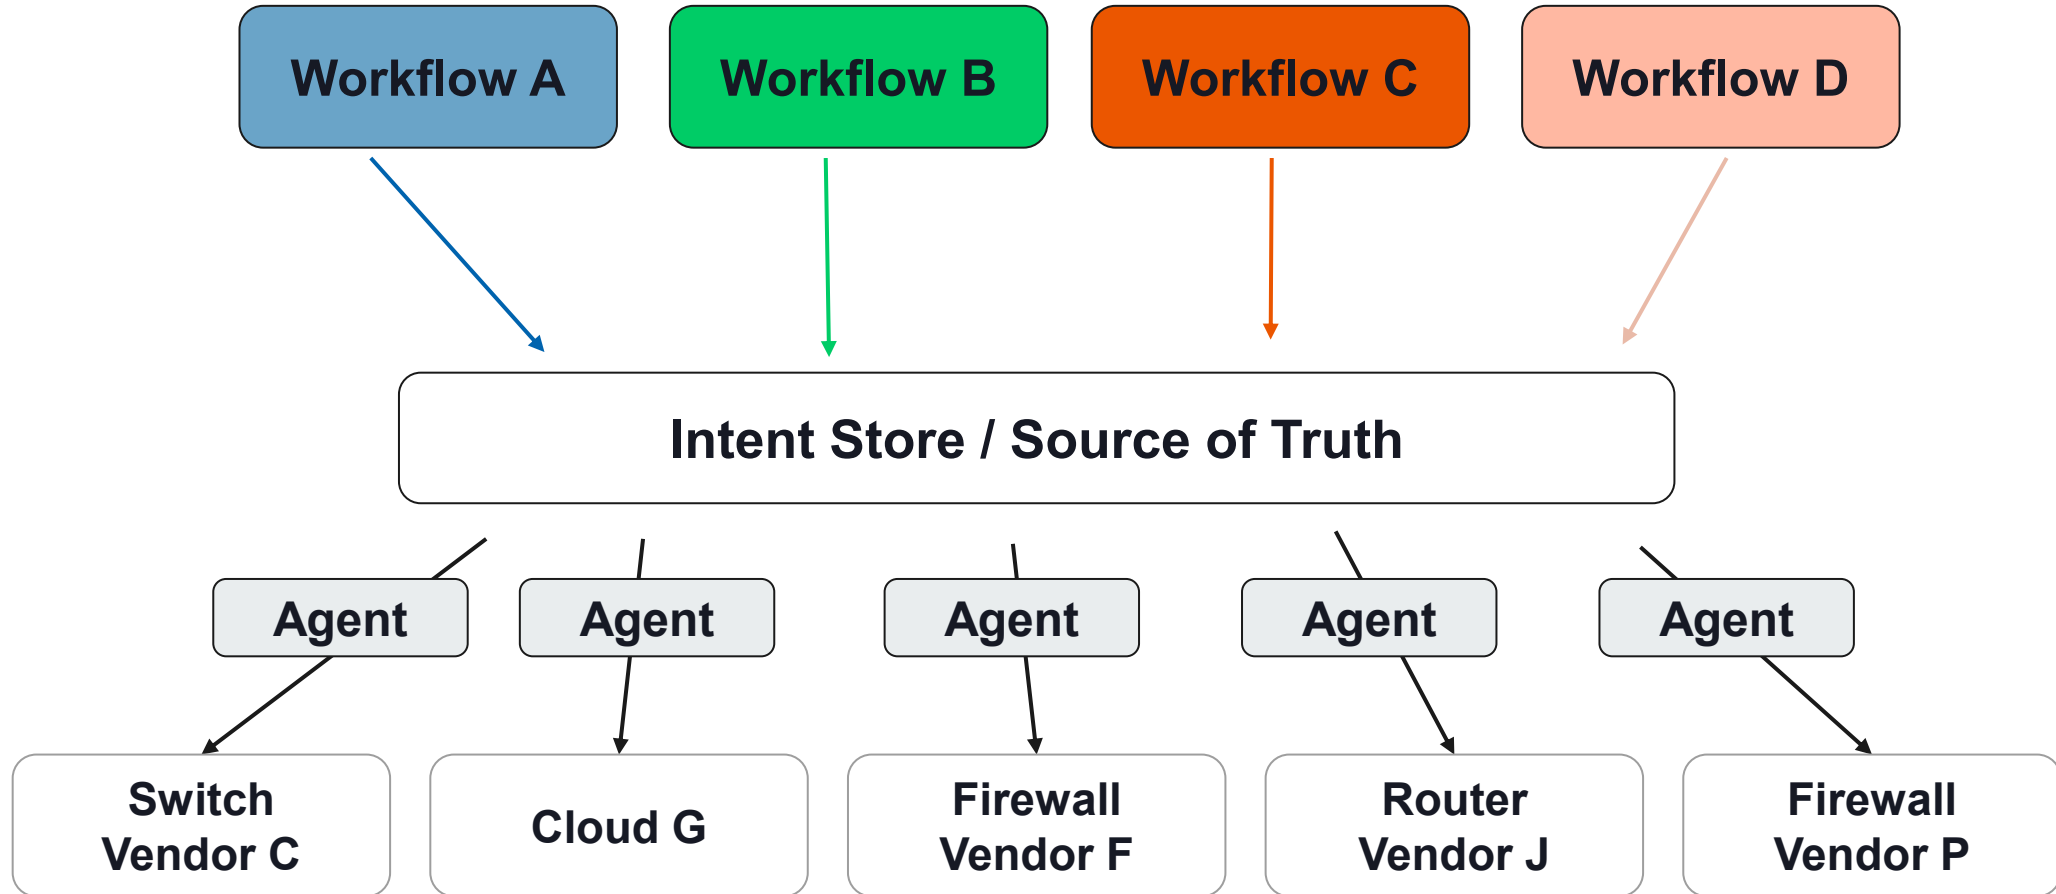 Workflow A
Workflow B
Workflow C
Workflow D
Intent Store / Source of Truth
Agent
Agent
Agent
Agent
Agent
Switch
Vendor C
Cloud G
Firewall
Vendor F
Router
Vendor J
Firewall
Vendor P